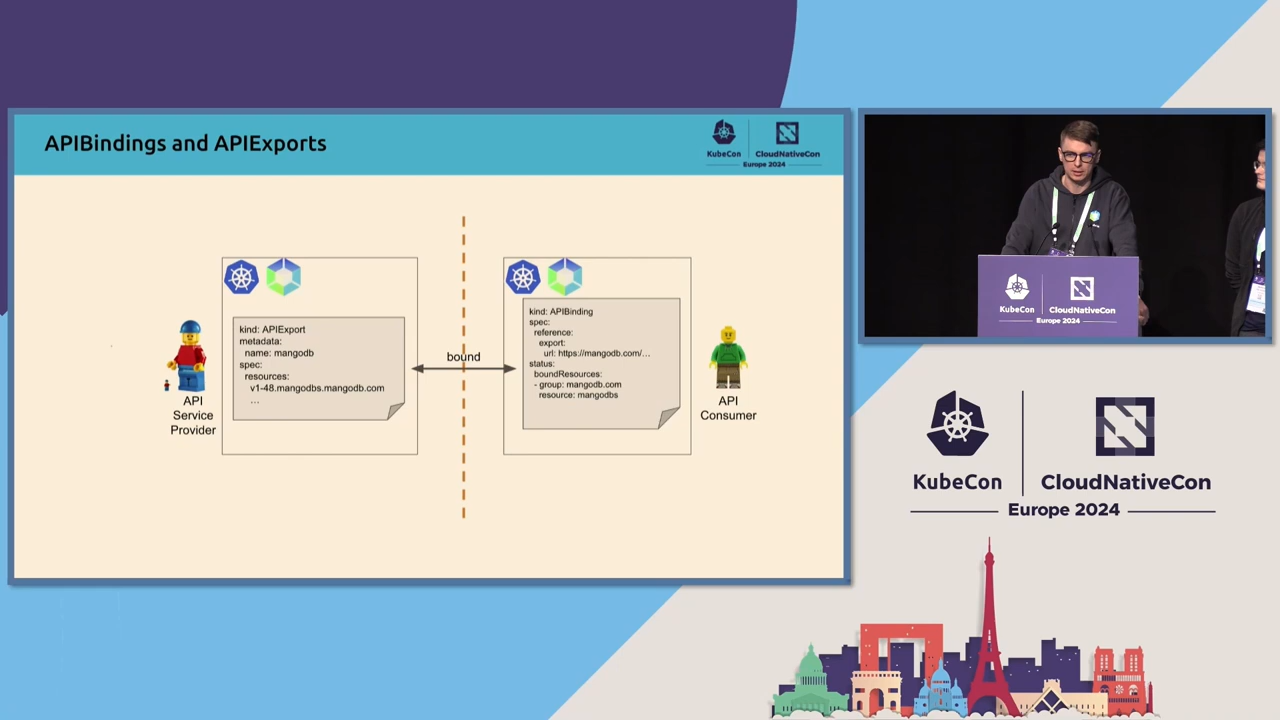 APIBindings and APIExports
KubeCon
CloudNativeCon
Europe 2024
kind: APIExport
metadata:
name: mangodb
spec:
resources:
v1-48.mangodbs.mangodb.com
...
API
Service
Provider
bound
kind: APIBinding
spec:
reference:
export:
url: https://mangodb.com/...
status:
boundResources:
- group: mangodb.com
resource: mangodbs
API
Consumer
KubeCon
CloudNativeCon
Europe 2024
KubeCon
CloudNativeCon
Europe 2024